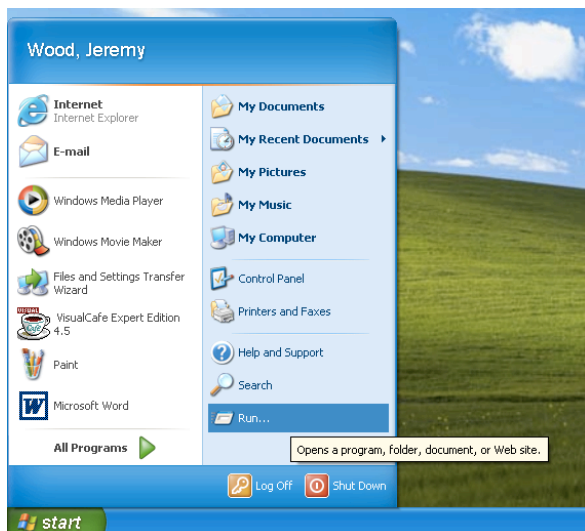 Wood, Jeremy
Internet
Internet Explorer
E-mail
Windows Media Player
Windows Movie Maker
Files and Settings Transfer
Wizard
VISUAL
Café
VisualCafe Expert Edition
4.5
Paint
W
Microsoft Word
All Programs
My Documents
My Recent Documents
My Pictures
My Music
My Computer
Control Panel
Printers and Faxes
Help and Support
Search
Run...
Opens a program, folder, document, or Web site.
Log Off
Shut Down
start